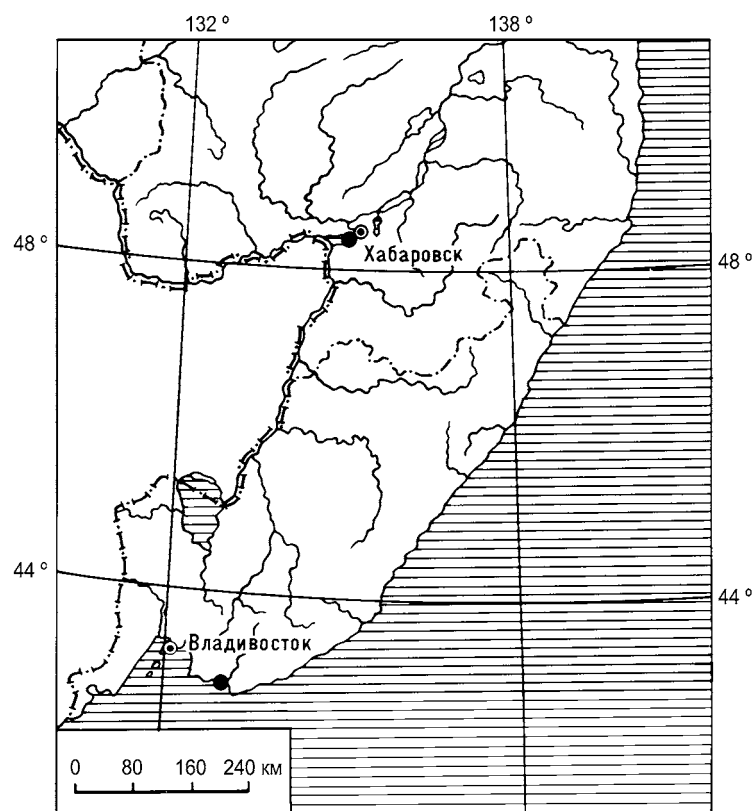 132 º 138 º
48 º
Хабаровск
48 º
44 º
44 º
Владивосток
0 80 160 240 км